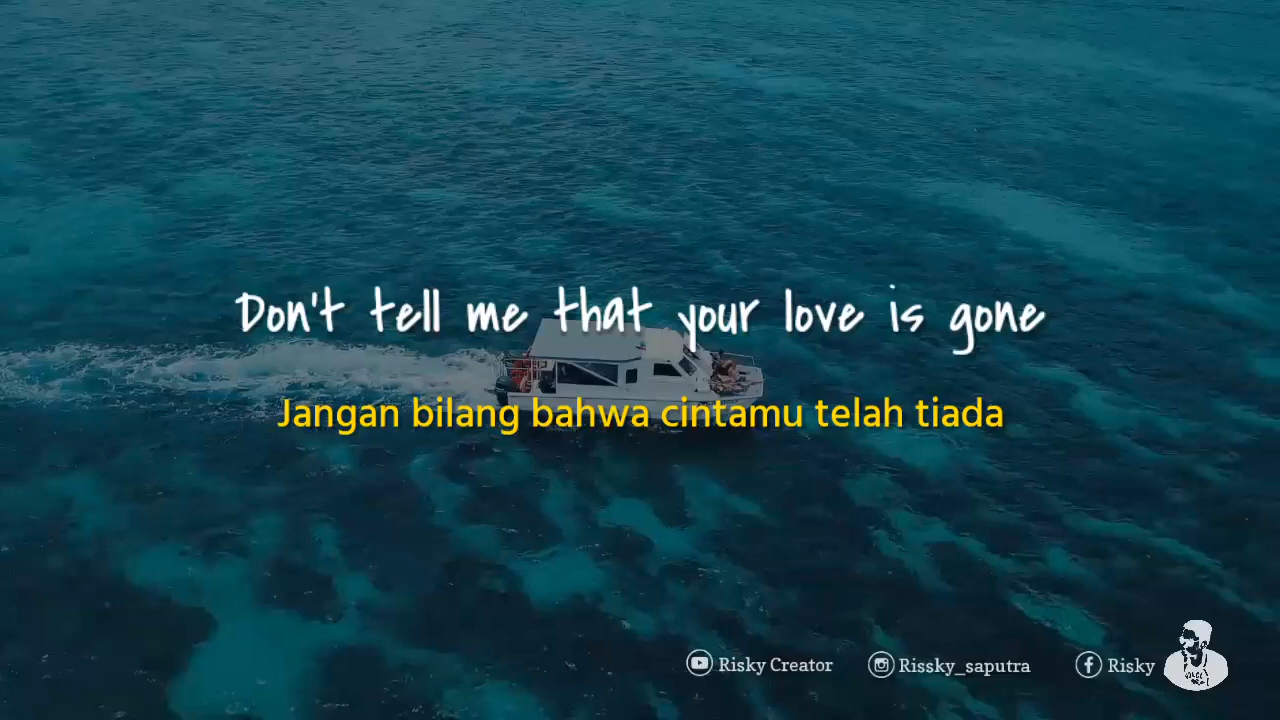 Don't tell me that your love is gone
Jangan bilang bahwa cintamu telah tiada
Risky Creator Rissky_saputra Risky